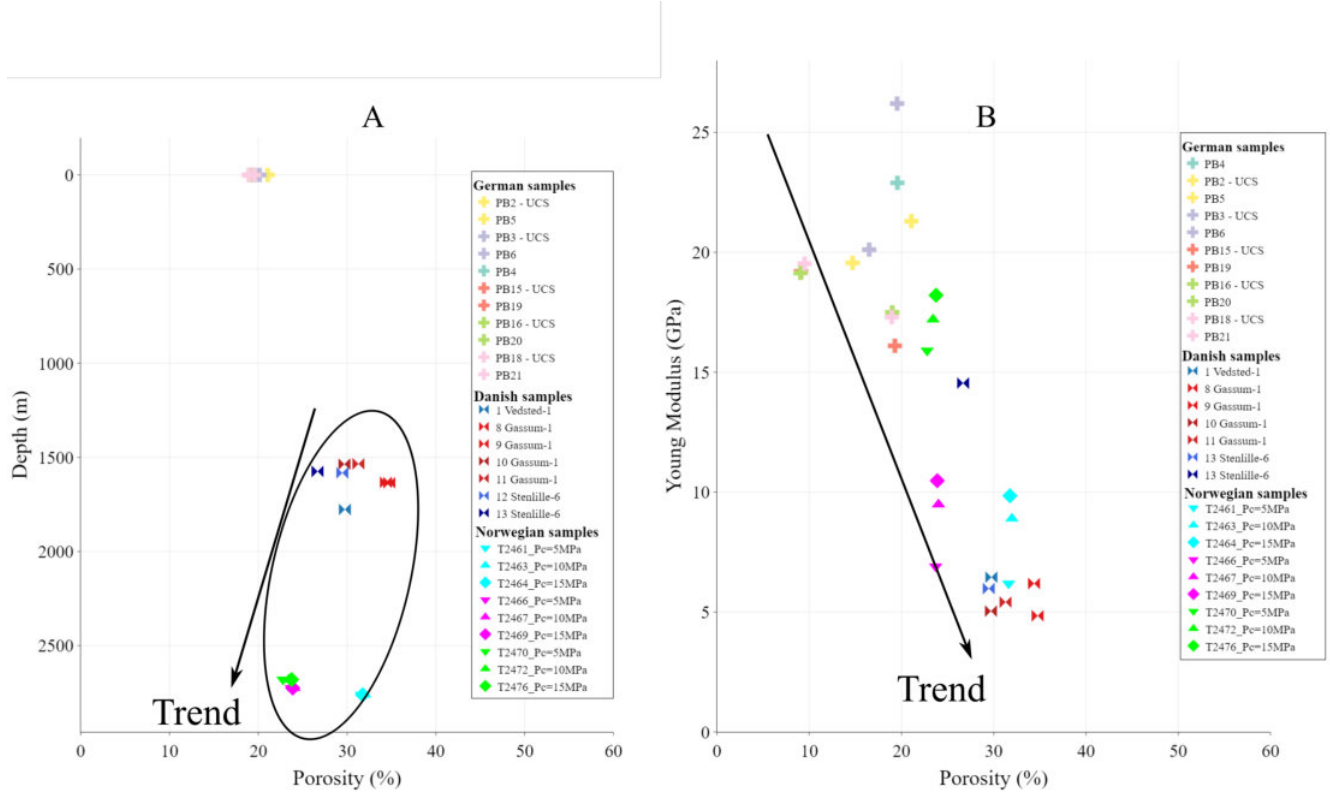 A
Depth (m)
0
500
1000
1500
2000
2500
0
10
20
30
40
50
60
Porosity (%)
Trend
German samples
PB2 - UCS
PB5
PB3 - UCS
PB6
PB4
PB15 - UCS
PB19
PB16 - UCS
PB20
PB18 - UCS
PB21
Danish samples
1 Vedsted-1
8 Gassum-1
9 Gassum-1
10 Gassum-1
11 Gassum-1
12 Stenlille-6
13 Stenlille-6
Norwegian samples
T2461_Pc=5MPa
T2463_Pc=10MPa
T2464_Pc=15MPa
T2466_Pc=5MPa
T2467_Pc=10MPa
T2469_Pc=15MPa
T2470_Pc=5MPa
T2472_Pc=10MPa
T2476_Pc=15MPa
B
Young Modulus (GPa)
25
20
15
10
5
0
0
10
20
30
40
50
60
Porosity (%)
Trend
German samples
PB4
PB2 - UCS
PB5
PB3 - UCS
PB6
PB15 - UCS
PB19
PB16 - UCS
PB20
PB18 - UCS
PB21
Danish samples
1 Vedsted-1
8 Gassum-1
9 Gassum-1
10 Gassum-1
11 Gassum-1
13 Stenlille-6
13 Stenlille-6
Norwegian samples
T2461_Pc=5MPa
T2463_Pc=10MPa
T2464_Pc=15MPa
T2466_Pc=5MPa
T2467_Pc=10MPa
T2469_Pc=15MPa
T2470_Pc=5MPa
T2472_Pc=10MPa
T2476_Pc=15MPa